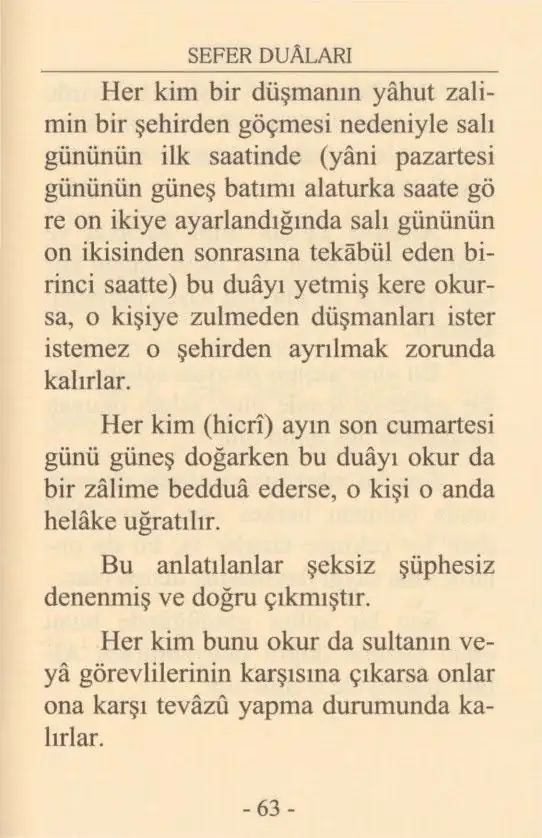 SEFER DUÂLARI
Her kim bir düşmanın yâhut zali-
min bir şehirden göçmesi nedeniyle salı
gününün ilk saatinde (yâni pazartesi
gününün güneş batımı alaturka saate gö
re on ikiye ayarlandığında salı gününün
on ikisinden sonrasına tekābül eden bi-
rinci saatte) bu duâyı yetmiş kere okur-
sa, o kişiye zulmeden düşmanları ister
istemez o şehirden ayrılmak zorunda
kalırlar.
Her kim (hicrî) ayın son cumartesi
günü güneş doğarken bu duâyı okur da
bir zâlime bedduâ ederse, o kişi o anda
helâke uğratılır.
Bu anlatılanlar şeksiz şüphesiz
denenmiş ve doğru çıkmıştır.
Her kim bunu okur da sultanın ve-
yâ görevlilerinin karşısına çıkarsa onlar
ona karşı tevâzû yapma durumunda ka-
lırlar.
- 63 -